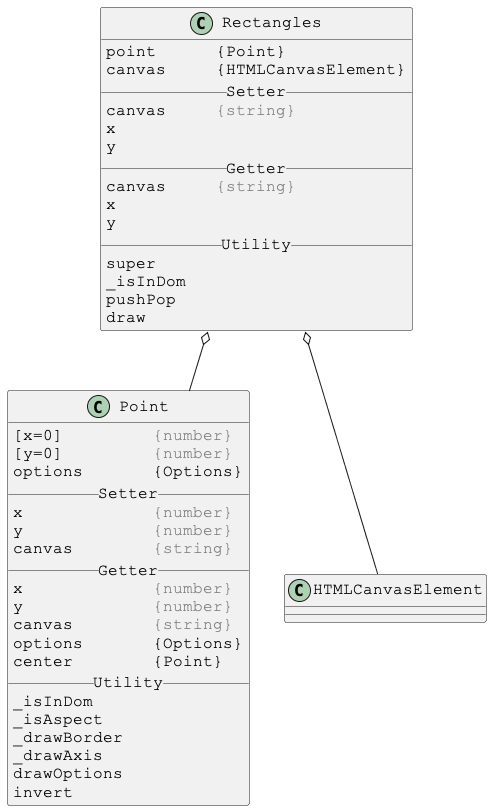 C Rectangles
point {Point}
canvas {HTMLCanvasElement}
Setter
canvas {string}
x
y
Getter
canvas {string}
x
y
Utility
super
_isInDom
pushPop
draw
C Point
[x=0] {number}
[y=0] {number}
options {Options}
Setter
x {number}
y {number}
canvas {string}
Getter
x {number}
y {number}
canvas {string}
options {Options}
center {Point}
Utility
_isInDom
_isAspect
_drawBorder
_drawAxis
drawOptions
invert
C HTMLCanvasElement